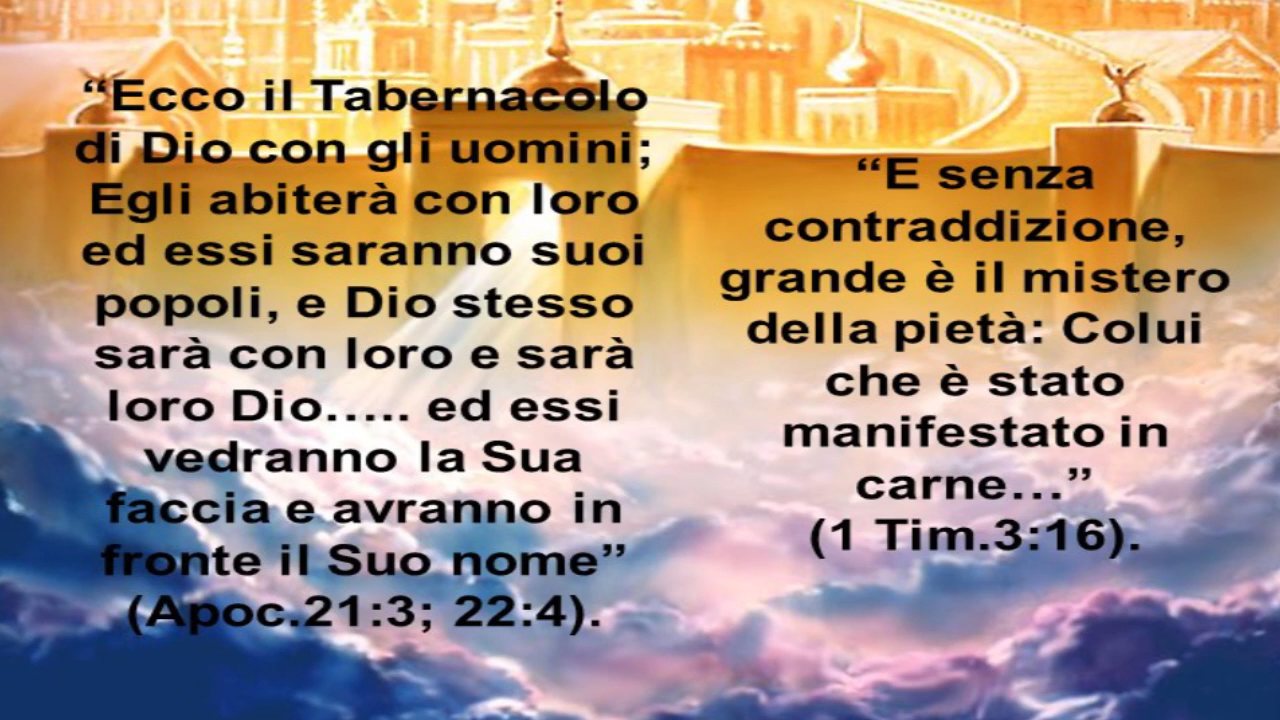 “Ecco il Tabernacolo
di Dio con gli uomini;
Egli abiterà con loro
ed essi saranno suoi
popoli, e Dio stesso
sarà con loro e sarà
loro Dio….. ed essi
vedranno la Sua
faccia e avranno in
fronte il Suo nome”
(Apoc.21:3; 22:4).
“E senza
contraddizione,
grande è il mistero
della pietà: Colui
che è stato
manifestato in
carne…”
(1 Tim.3:16).